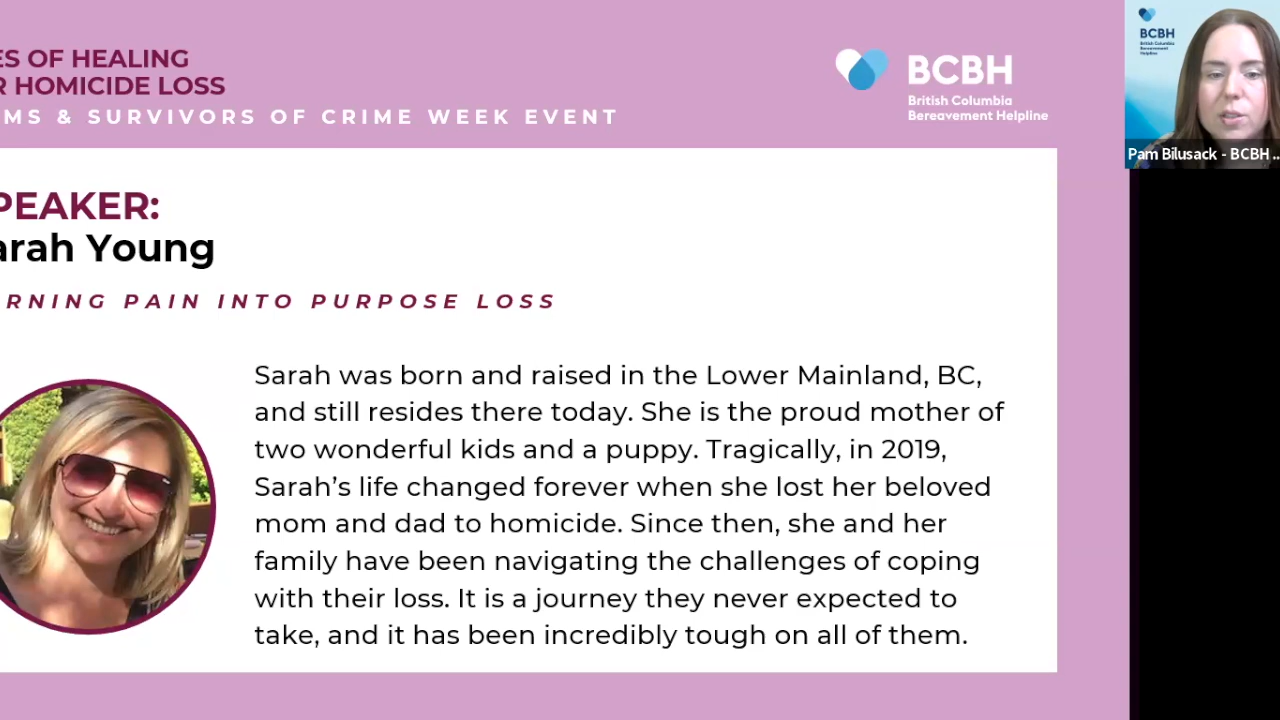 ES OF HEALING
R HOMICIDE LOSS
MS & SURVIVORS OF CRIME WEEK EVENT
BCBH
British Columbia
Bereavement Helpline
PEAKER:
arah Young
RNING PAIN INTO PURPOSE LOSS
Sarah was born and raised in the Lower Mainland, BC,
and still resides there today. She is the proud mother of
two wonderful kids and a puppy. Tragically, in 2019,
Sarah's life changed forever when she lost her beloved
mom and dad to homicide. Since then, she and her
family have been navigating the challenges of coping
with their loss. It is a journey they never expected to
take, and it has been incredibly tough on all of them.
BCBH
British Columbia
Bereavement
Helpline
Pam Bilusack - BCBH ...